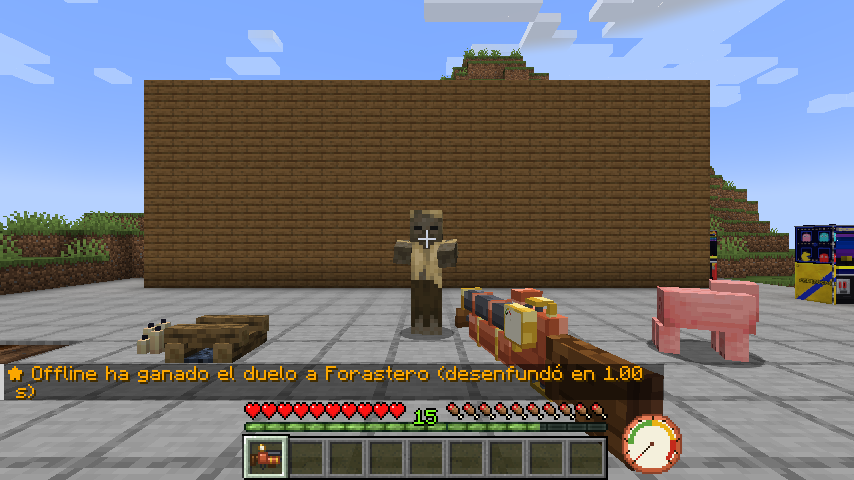 ★ Offline ha ganado el duelo a Forastero (desenfundó en 1.00
s)
15